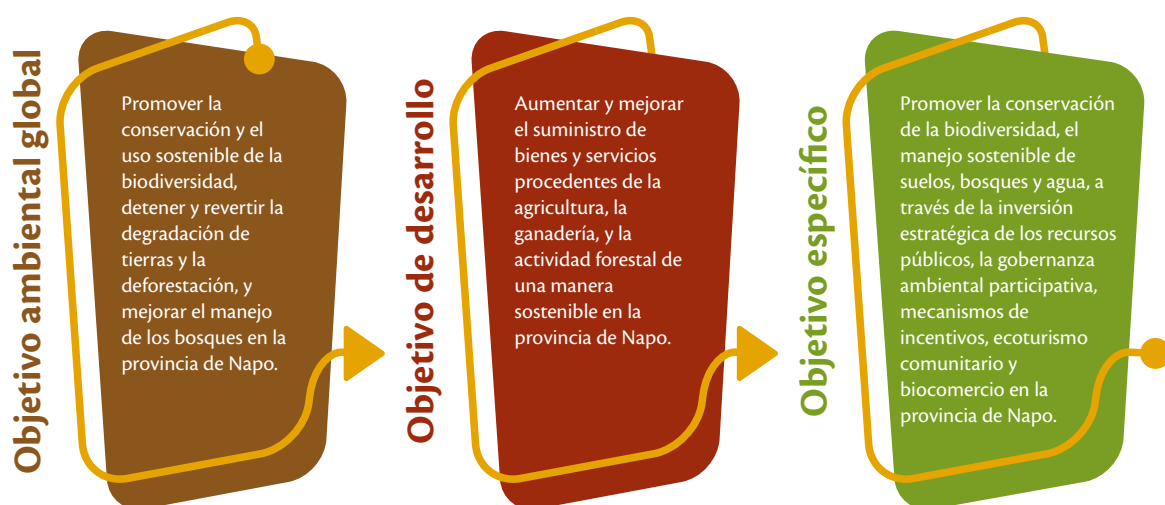 Objetivo ambiental global
Promover la
conservación y el
uso sostenible de la
biodiversidad,
detener y revertir la
degradación de
tierras y la
deforestación, y
mejorar el manejo
de los bosques en la
provincia de Napo.
Objetivo de desarrollo
Aumentar y mejorar
el suministro de
bienes y servicios
procedentes de la
agricultura, la
ganadería, y la
actividad forestal de
una manera
sostenible en la
provincia de Napo.
Objetivo específico
Promover la conservación
de la biodiversidad, el
manejo sostenible de
suelos, bosques y agua, a
través de la inversión
estratégica de los recursos
públicos, la gobernanza
ambiental participativa,
mecanismos de
incentivos, ecoturismo
comunitario y
biocomercio en la
provincia de Napo.